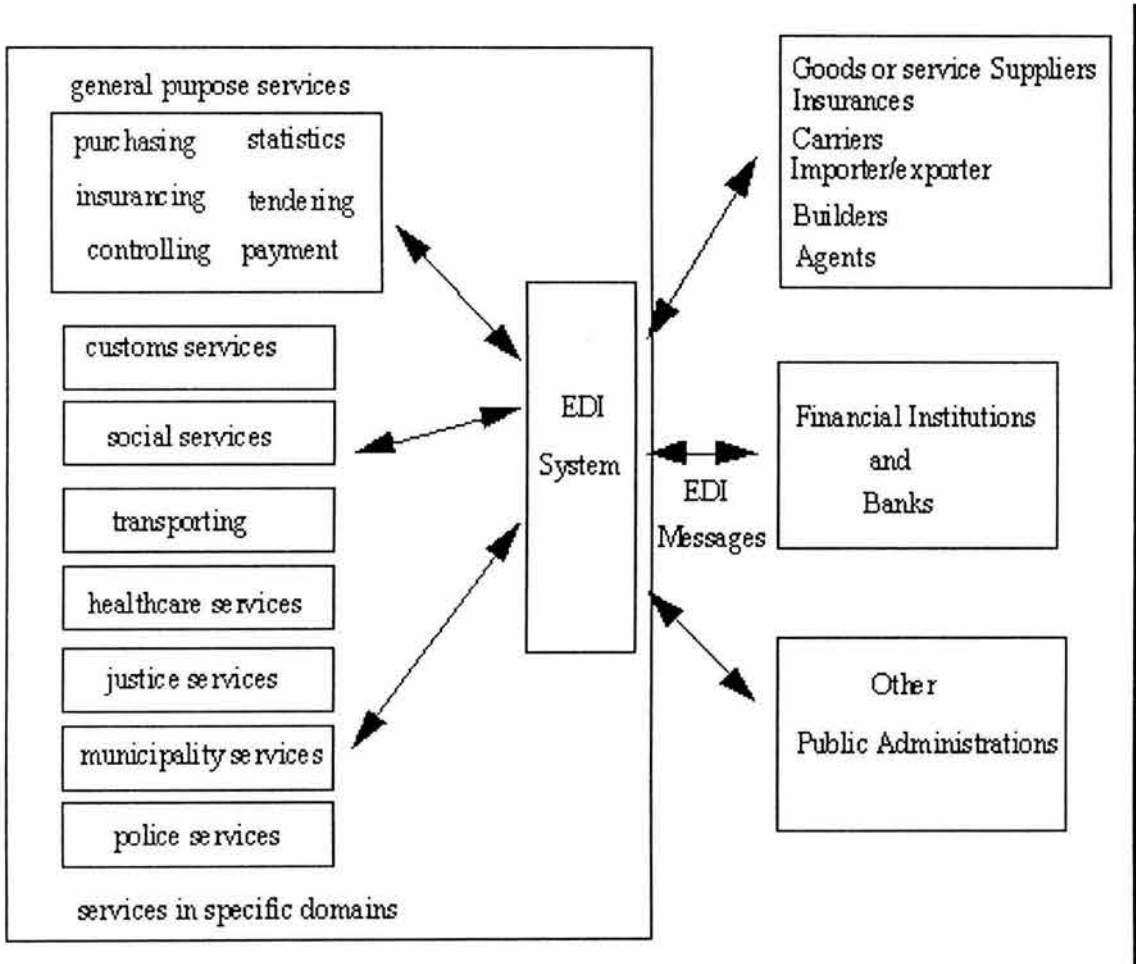 general purpose services
purchasing statistics
insurancing tendering
controlling payment
customs services
social services
transporting
healthcare services
justice services
municipality services
police services
services in specific domains
EDI
System
EDI
Messages
Goods or service Suppliers
Insurances
Carriers
Importer/exporter
Builders
Agents
Financial Institutions
and
Banks
Other
Public Administrations